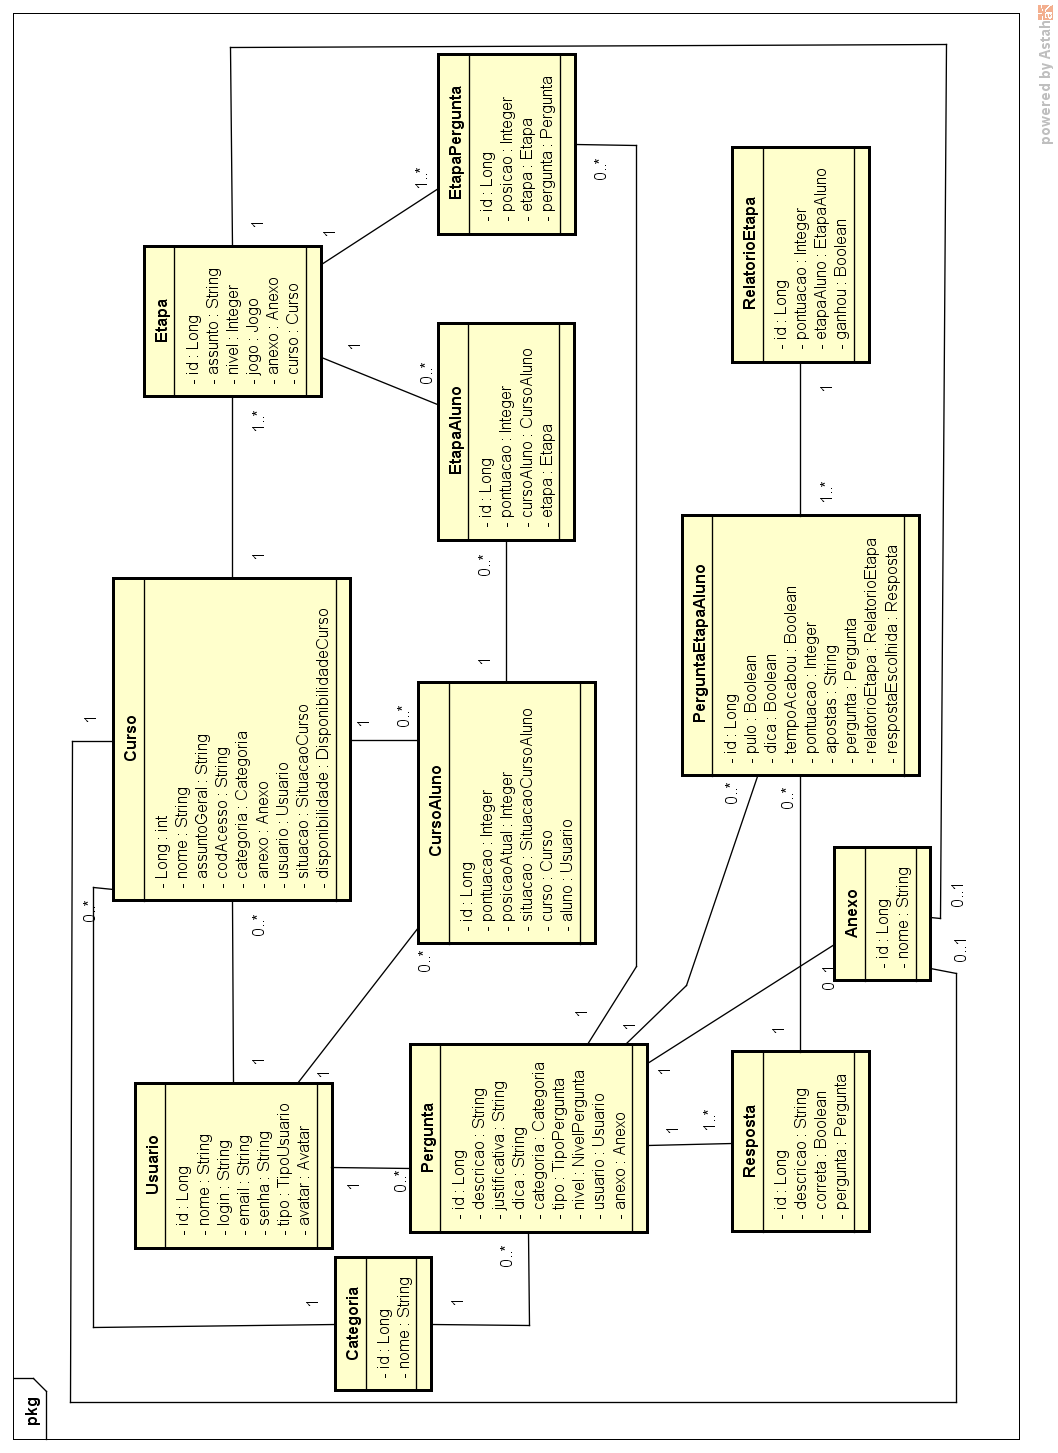 pkg
1
0..*
Curso
- Long : int
- nome : String
- assuntoGeral : String
- codAcesso : String
- categoria : Categoria
- anexo : Anexo
- usuario : Usuario
- situacao : SituacaoCurso
- disponibilidade : DisponibilidadeCurso
Usuario
- id : Long
- nome : String
- login : String
- email : String
- senha : String
- tipo : TipoUsuario
- avatar : Avatar
Etapa
- id : Long
- assunto : String
- nivel : Integer
- jogo : Jogo
- anexo : Anexo
- curso : Curso
1
0..*
1
1..*
1
1
1
1
1
1
1
Categoria
- id : Long
- nome : String
0..*
0..*
0..*
0..*
1..*
Pergunta
- id : Long
- descricao : String
- justificativa : String
- dica : String
- categoria : Categoria
- tipo : TipoPergunta
- nivel : NivelPergunta
- usuario : Usuario
- anexo : Anexo
CursoAluno
- id : Long
- pontuacao : Integer
- posicaoAtual : Integer
- situacao : SituacaoCursoAluno
- curso : Curso
- aluno : Usuario
EtapaAluno
- id : Long
- pontuacao : Integer
- cursoAluno : CursoAluno
- etapa : Etapa
EtapaPergunta
- id : Long
- posicao : Integer
- etapa : Etapa
- pergunta : Pergunta
1
1
0..*
0..*
1
0..*
1
1
1
1..*
0..*
PerguntaEtapaAluno
- id : Long
- pulo : Boolean
- dica : Boolean
- tempoAcabou : Boolean
- pontuacao : Integer
- apostas : String
- pergunta : Pergunta
- relatorioEtapa : RelatorioEtapa
- respostaEscolhida : Resposta
Resposta
- id : Long
- descricao : String
- correta : Boolean
- pergunta : Pergunta
RelatorioEtapa
- id : Long
- pontuacao : Integer
- etapaAluno : EtapaAluno
- ganhou : Boolean
1
0..*
0..1
1..*
1
Anexo
- id : Long
- nome : String
0..1
0..1
powered by Astah